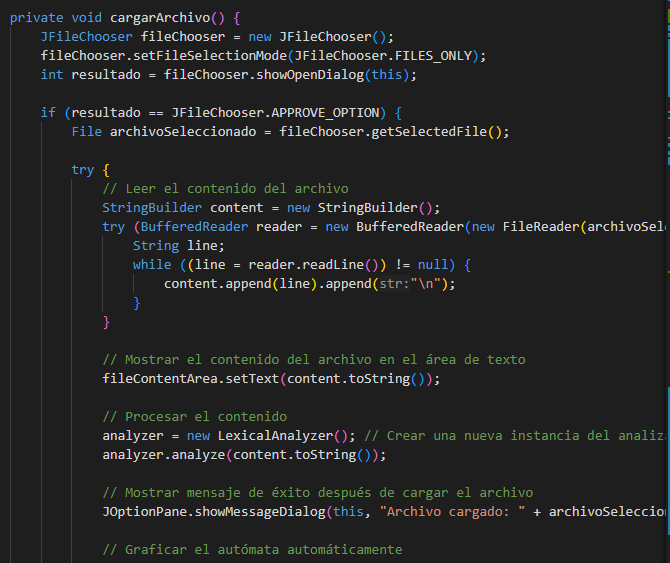 private void cargarArchivo() {
JFileChooser fileChooser = new JFileChooser();
fileChooser.setFileSelectionMode(JFileChooser.FILES_ONLY);
int resultado = fileChooser.showOpenDialog(this);
if (resultado == JFileChooser.APPROVE_OPTION) {
File archivoSeleccionado = fileChooser.getSelectedFile();
try {
// Leer el contenido del archivo
StringBuilder content = new StringBuilder();
try (BufferedReader reader = new BufferedReader(new FileReader(archivoSel
String line;
while ((line = reader.readLine()) != null) {
content.append(line).append(str:"\n");
}
}
// Mostrar el contenido del archivo en el área de texto
fileContentArea.setText(content.toString());
// Procesar el contenido
analyzer = new LexicalAnalyzer(); // Crear una nueva instancia del analiza
analyzer.analyze(content.toString());
// Mostrar mensaje de éxito después de cargar el archivo
JOptionPane.showMessageDialog(this, "Archivo cargado: " + archivoSeleccion
// Graficar el autómata automáticamente